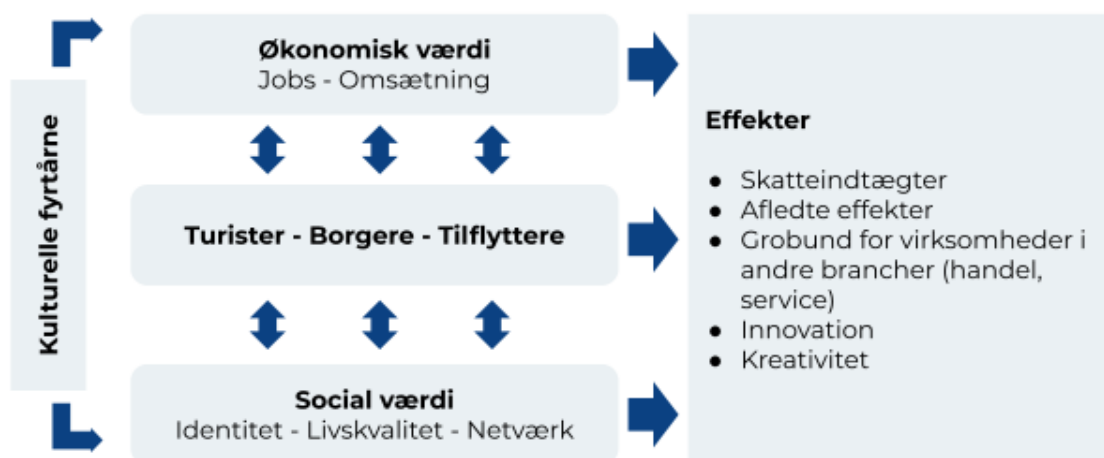 Kulturelle fyrtårne
Økonomisk værdi
Jobs - Omsætning
Turister - Borgere - Tilflyttere
Social værdi
Identitet - Livskvalitet - Netværk
Effekter
● Skatteindtægter
● Afledte effekter
● Grobund for virksomheder i
andre brancher (handel,
service)
● Innovation
● Kreativitet